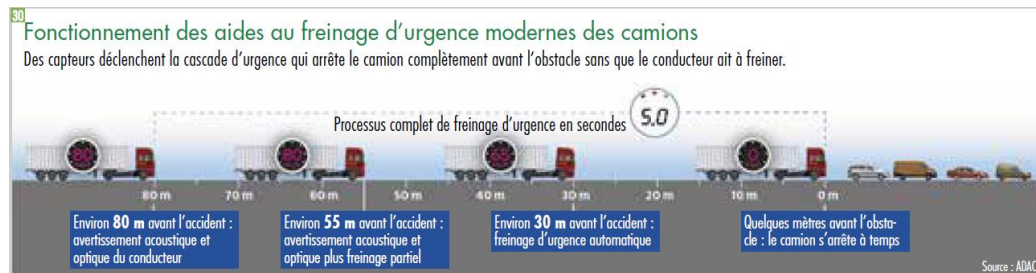 30
Fonctionnement des aides au freinage d'urgence modernes des camions
Des capteurs déclenchent la cascade d'urgence qui arrête le camion complètement avant l'obstacle sans que le conducteur ait à freiner.
Processus complet de freinage d'urgence en secondes 5.0
80 80 0
80 m 70 m 60 m 50 m 40 m 30 m 20 m 10 m 0 m
Environ 80 m avant l'accident :
avertissement acoustique et
optique du conducteur
Environ 55 m avant l'accident :
avertissement acoustique et
optique plus freinage partiel
Environ 30 m avant l'accident :
freinage d'urgence automatique
Quelques mètres avant l'obsta-
cle : le camion s'arrête à temps
Source : ADAC